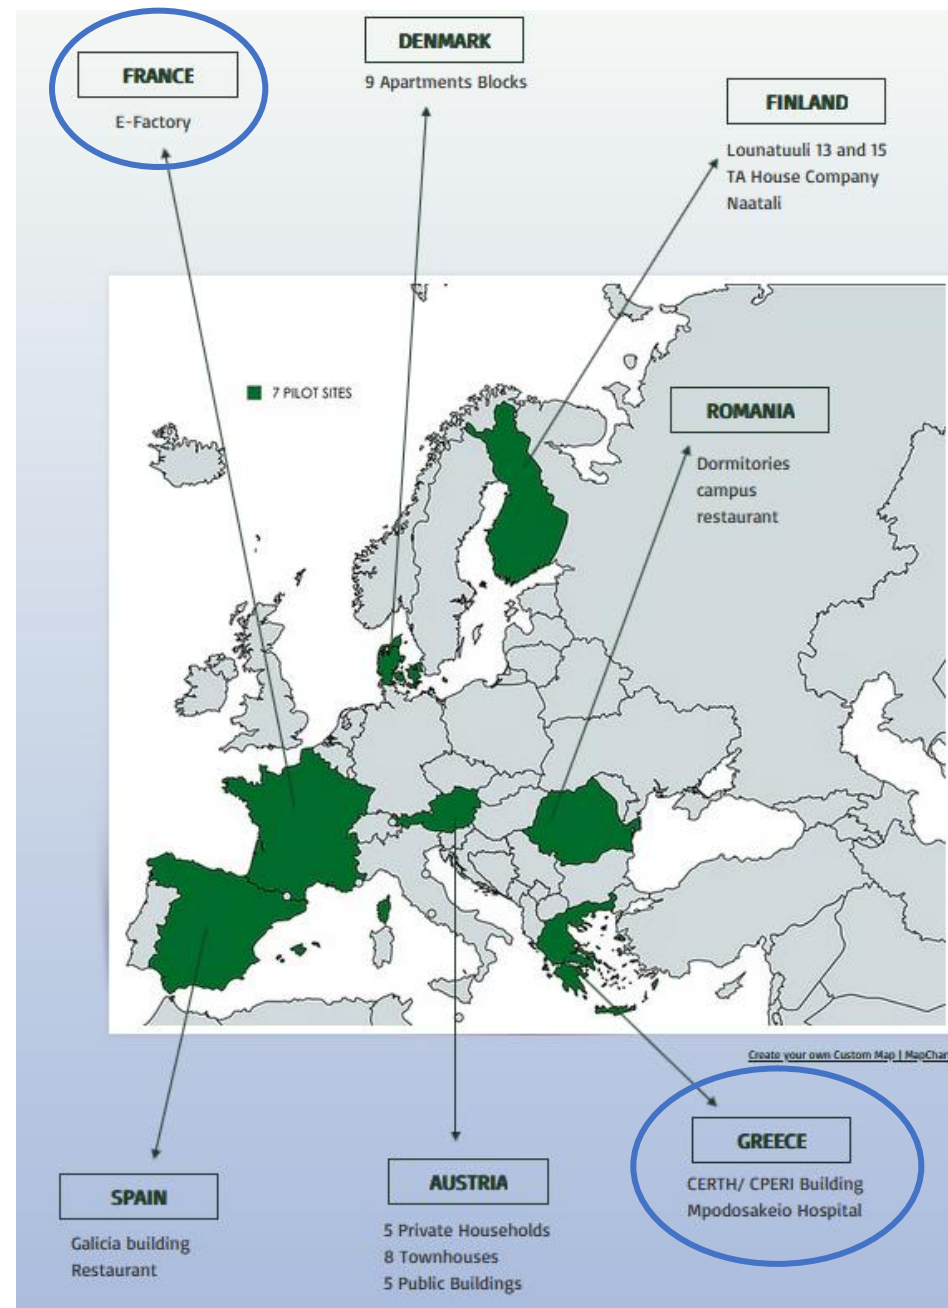 DENMARK
9 Apartments Blocks
FRANCE
E-Factory
FINLAND
Lounatuuli 13 and 15
TA House Company
Naatali
7 PILOT SITES
ROMANIA
Dormitories
campus
restaurant
Create your own Custom Map | MapChar
GREECE
CERTH/ CPERI Building
Mpodosakeio Hospital
AUSTRIA
5 Private Households
8 Townhouses
5 Public Buildings
SPAIN
Galicia building
Restaurant